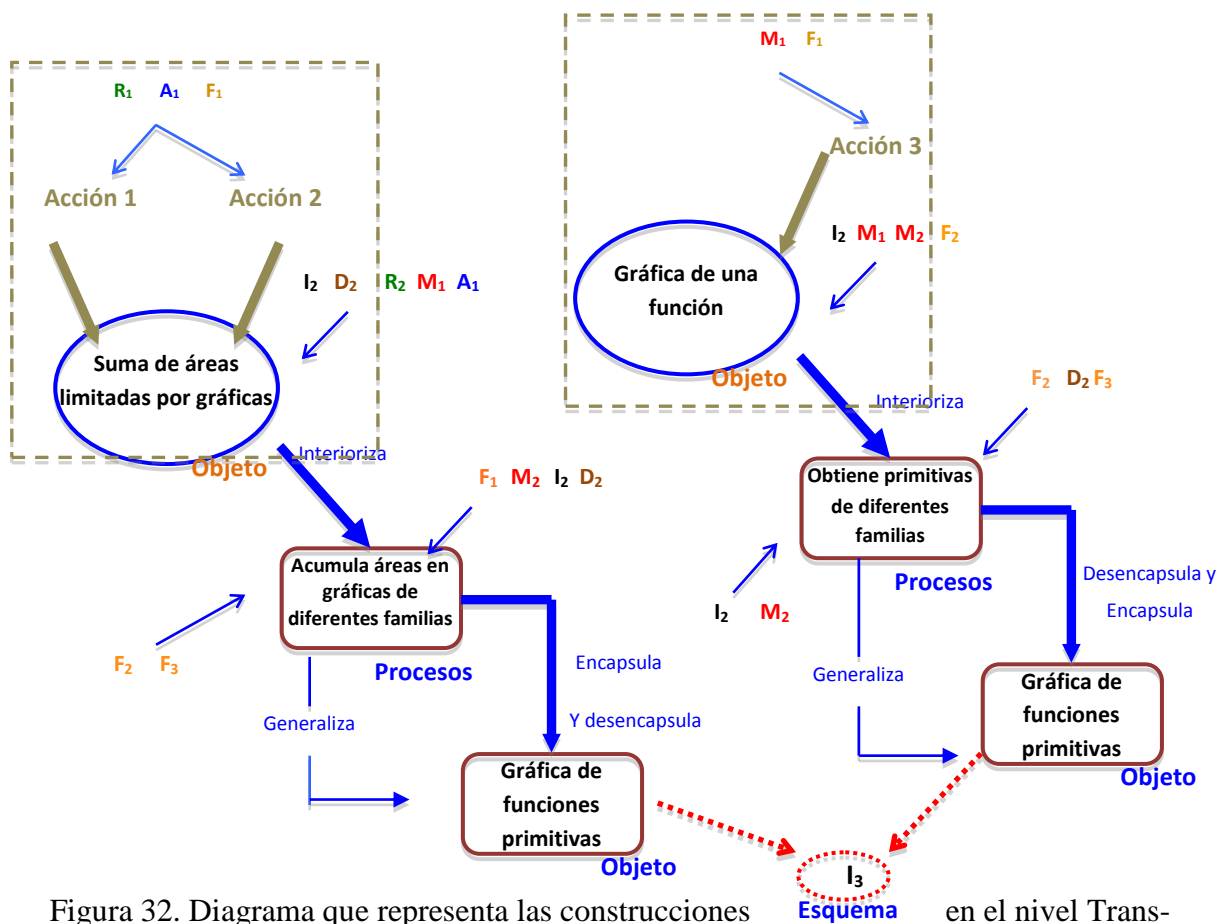 M₁ F₁
R₁ A₁ F₁
Acción 3
Acción 1 Acción 2
I₂ M₁ M₂ F₂
Gráfica de una
función
I₂ D₂ R₂ M₁ A₁
Suma de áreas
limitadas por gráficas
Objeto
F₂ D₂ F₃
Interioriza
Interioriza
Objeto
Obtiene primitivas
de diferentes
familias
F₁ M₂ I₂ D₂
Acumula áreas en
gráficas de
diferentes familias
Procesos
Desencapsula y
Encapsula
I₂ M₂
F₂ F₃
Procesos
Encapsula
Generaliza
Gráfica de
funciones
primitivas
Generaliza
Y desencapsula
Objeto
Gráfica de
funciones
primitivas
Objeto
I₃
Esquema
Figura 32. Diagrama que representa las construcciones en el nivel Trans-